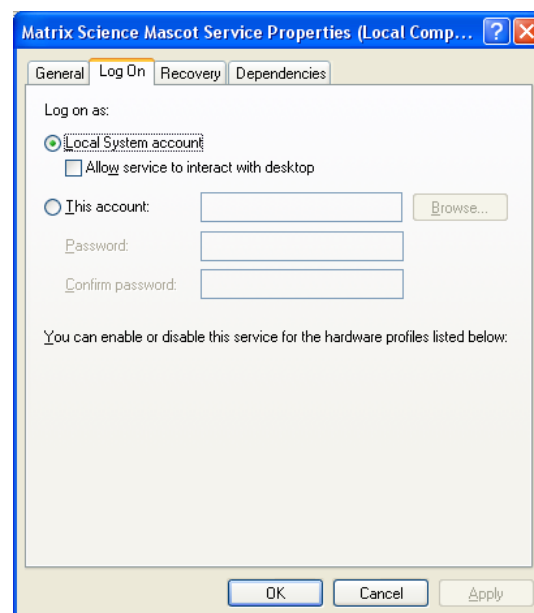 Matrix Science Mascot Service Properties (Local Comp... ?
General Log On Recovery Dependencies
Log on as:
Local System account
Allow service to interact with desktop
This account:
Browse...
Password:
Confirm password:
You can enable or disable this service for the hardware profiles listed below:
OK Cancel Apply